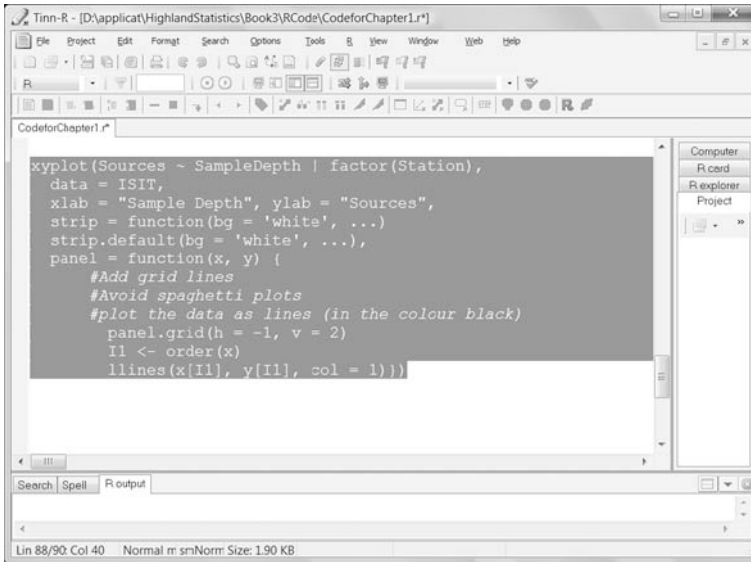 Tinn-R - [D:\applicat\HighlandStatistics\Book3\RCode\CodeforChapter1.r*]
File Project Edit Format Search Options Tools R View Window Web Help
R
CodeforChapter1.r*
xyplot(Sources ~ SampleDepth | factor(Station),
data = ISIT,
xlab = "Sample Depth", ylab = "Sources",
strip = function(bg = 'white', ...)
strip.default(bg = 'white', ...),
panel = function(x, y) {
#Add grid lines
#Avoid spaghetti plots
#plot the data as lines (in the colour black)
panel.grid(h = -1, v = 2)
I1 <- order(x)
llines(x[I1], y[I1], col = 1)})
Computer
R card
R explorer
Project
Search Spell R output
Lin 88/90: Col 40 Normal m smNorm Size: 1.90 KB